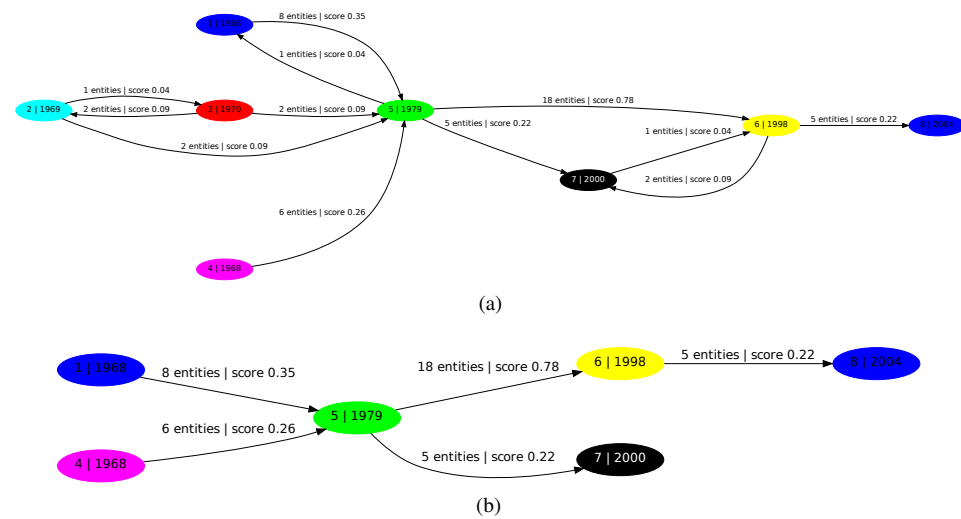 8 entities | score 0.35
1 | 1968
1 entities | score 0.04
1 entities | score 0.04
2 | 1969
2 entities | score 0.09
3 | 1970
2 entities | score 0.09
5 | 1979
18 entities | score 0.78
5 entities | score 0.22
1 entities | score 0.04
6 | 1998
5 entities | score 0.22
8 | 2004
2 entities | score 0.09
7 | 2000
2 entities | score 0.09
6 entities | score 0.26
4 | 1968
(a)
1 | 1968
8 entities | score 0.35
18 entities | score 0.78
6 | 1998
5 entities | score 0.22
8 | 2004
5 | 1979
6 entities | score 0.26
4 | 1968
5 entities | score 0.22
7 | 2000
(b)